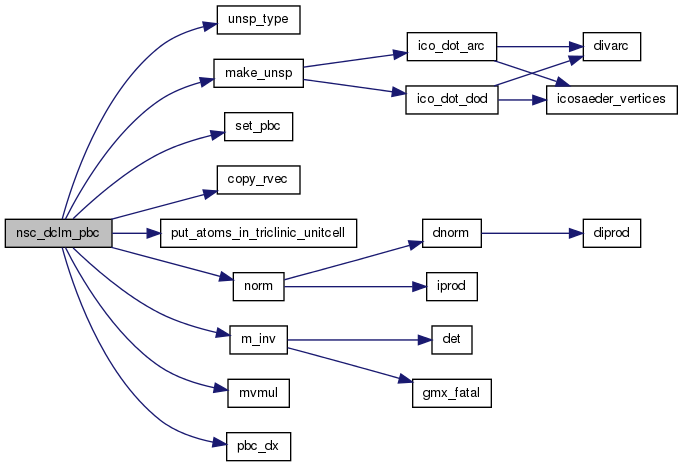 unsp_type
ico_dot_arc
divarc
make_unsp
ico_dot_dod
icosaeder_vertices
set_pbc
copy_rvec
nsc_dclm_pbc
put_atoms_in_triclinic_unitcell
dnorm
diprod
norm
iprod
m_inv
det
mvmul
gmx_fatal
pbc_dx